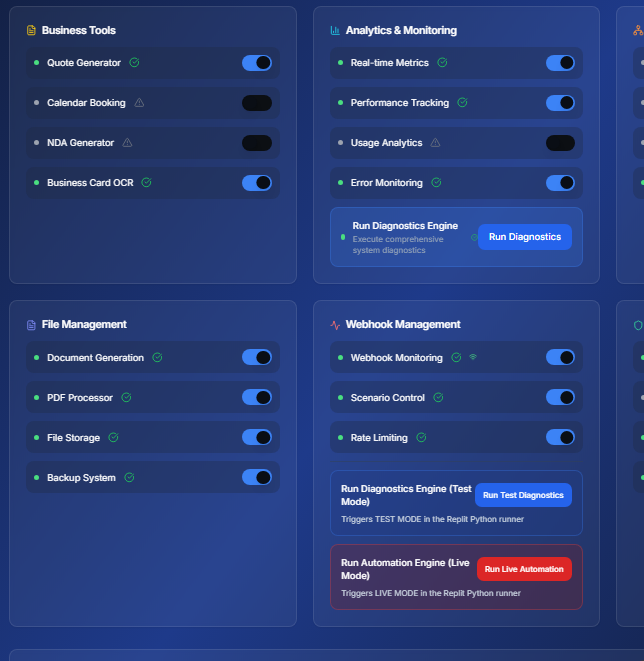 Business Tools
Quote Generator
Calendar Booking
NDA Generator
Business Card OCR
Analytics & Monitoring
Real-time Metrics
Performance Tracking
Usage Analytics
Error Monitoring
Run Diagnostics Engine
Execute comprehensive
system diagnostics
Run Diagnostics
File Management
Document Generation
PDF Processor
File Storage
Backup System
Webhook Management
Webhook Monitoring
Scenario Control
Rate Limiting
Run Diagnostics Engine (Test
Mode)
Run Test Diagnostics
Triggers TEST MODE in the Replit Python runner
Run Automation Engine (Live
Mode)
Run Live Automation
Triggers LIVE MODE in the Replit Python runner